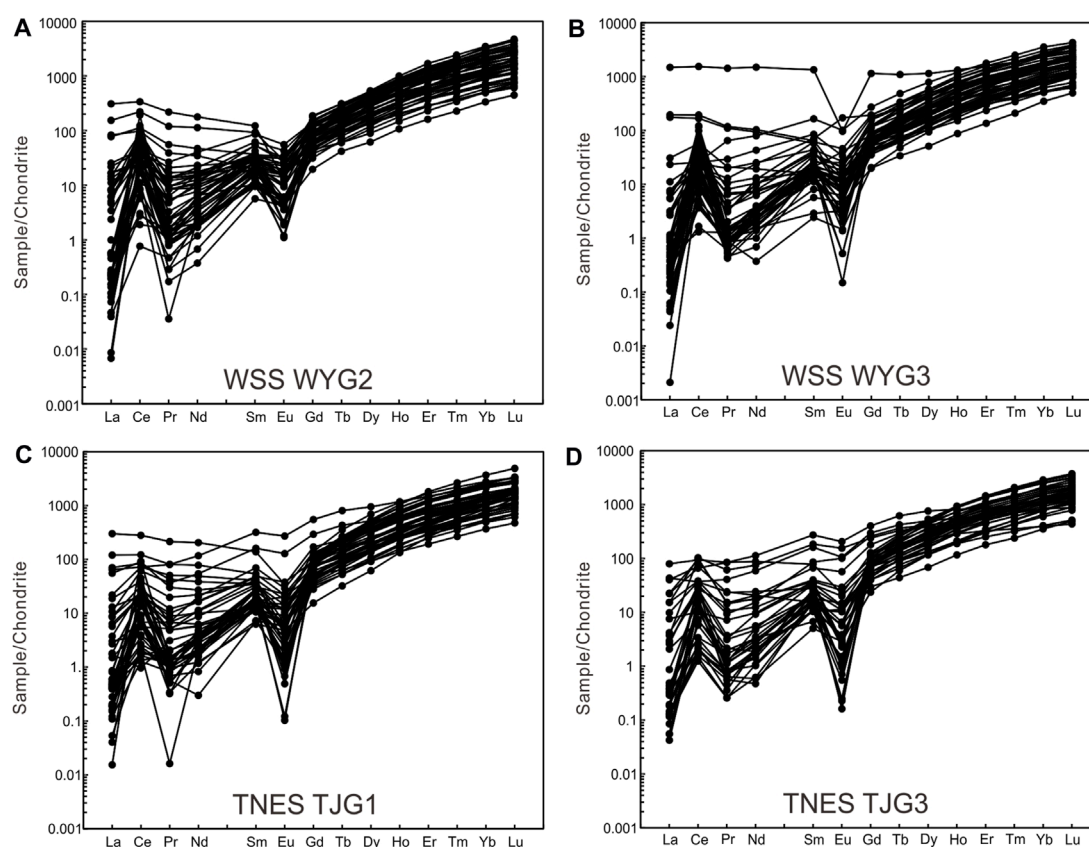 A
B
10000
1000
100
10
1
0.1
0.01
0.001
Sample/Chondrite
WSS WYG2
La Ce Pr Nd Sm Eu Gd Tb Dy Ho Er Tm Yb Lu
10000
1000
100
10
1
0.1
0.01
0.001
Sample/Chondrite
WSS WYG3
La Ce Pr Nd Sm Eu Gd Tb Dy Ho Er Tm Yb Lu
C
D
10000
1000
100
10
1.
0.1
0.01
0.001
Sample/Chondrite
TNES TJG1
La Ce Pr Nd Sm Eu Gd Tb Dy Ho Er Tm Yb Lu
10000
1000
100
10
1
0.1
0.01
0.001
Sample/Chondrite
TNES TJG3
La Ce Pr Nd Sm Eu Gd Tb Dy Ho Er Tm Yb Lu